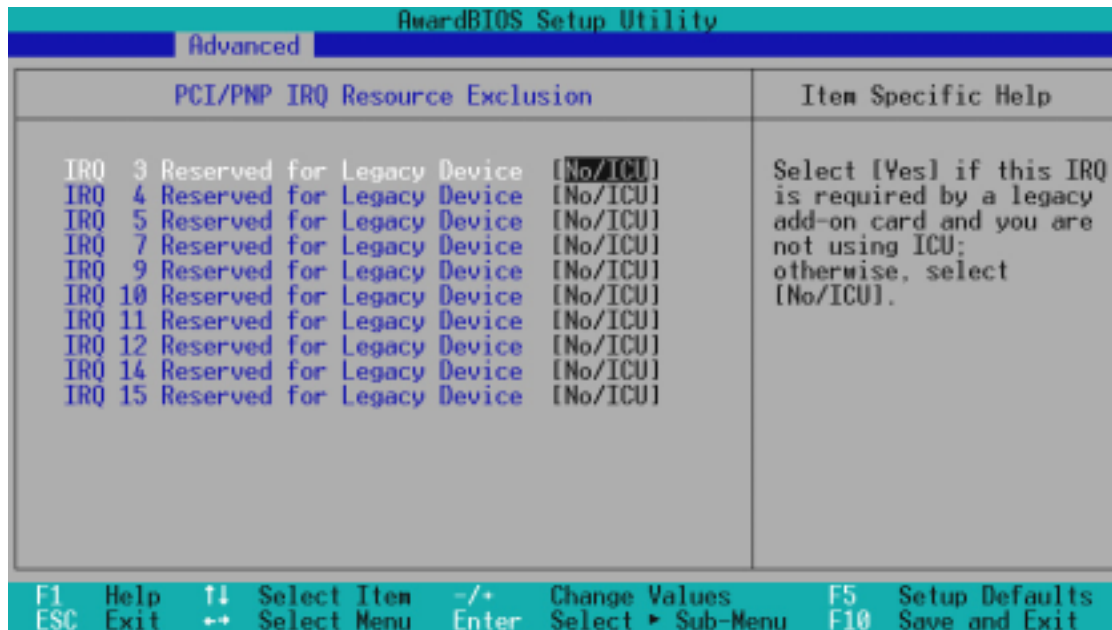 AwardBIOS Setup Utility
Advanced
PCI/PNP IRQ Resource Exclusion
Item Specific Help
IRQ 3 Reserved for Legacy Device [No/ICU]
IRQ 4 Reserved for Legacy Device [No/ICU]
IRQ 5 Reserved for Legacy Device [No/ICU]
IRQ 7 Reserved for Legacy Device [No/ICU]
IRQ 9 Reserved for Legacy Device [No/ICU]
IRQ 10 Reserved for Legacy Device [No/ICU]
IRQ 11 Reserved for Legacy Device [No/ICU]
IRQ 12 Reserved for Legacy Device [No/ICU]
IRQ 14 Reserved for Legacy Device [No/ICU]
IRQ 15 Reserved for Legacy Device [No/ICU]
Select [Yes] if this IRQ
is required by a legacy
add-on card and you are
not using ICU;
otherwise, select
[No/ICU].
F1 Help ↑↓ Select Item -/+ Change Values F5 Setup Defaults
ESC Exit ←→ Select Menu Enter Select ► Sub-Menu F10 Save and Exit